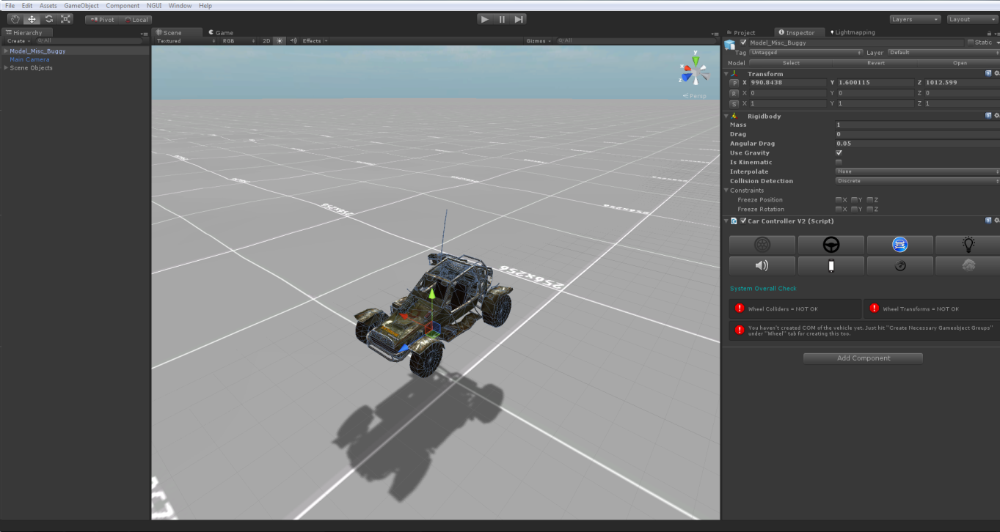 File Edit Assets GameObject Component NGUI Window Help
Pivot Local Layers Layout
Hierarchy Scene Game Project Inspector Lightmapping
Create All Textured RGB 2D Effects Gizmos All
Model_Misc_Buggy
Main Camera
Scene Objects
y
x
z
Persp
256x256
256x256
256x256
Model_Misc_Buggy Static
Tag Untagged Layer Default
Model Select Revert Open
Transform
P X 990.8438 Y 1.600115 Z 1012.599
R X 0 Y 0 Z 0
S X 1 Y 1 Z 1
Rigidbody
Mass 1
Drag 0
Angular Drag 0.05
Use Gravity
Is Kinematic
Interpolate None
Collision Detection Discrete
Constraints
Freeze Position X Y Z
Freeze Rotation X Y Z
Car Controller V2 (Script)
System Overall Check
Wheel Colliders = NOT OK Wheel Transforms = NOT OK
You haven't created COM of the vehicle yet. Just hit "Create Necessary Gameobject Groups"
under "Wheel" tab for creating this too.
Add Component